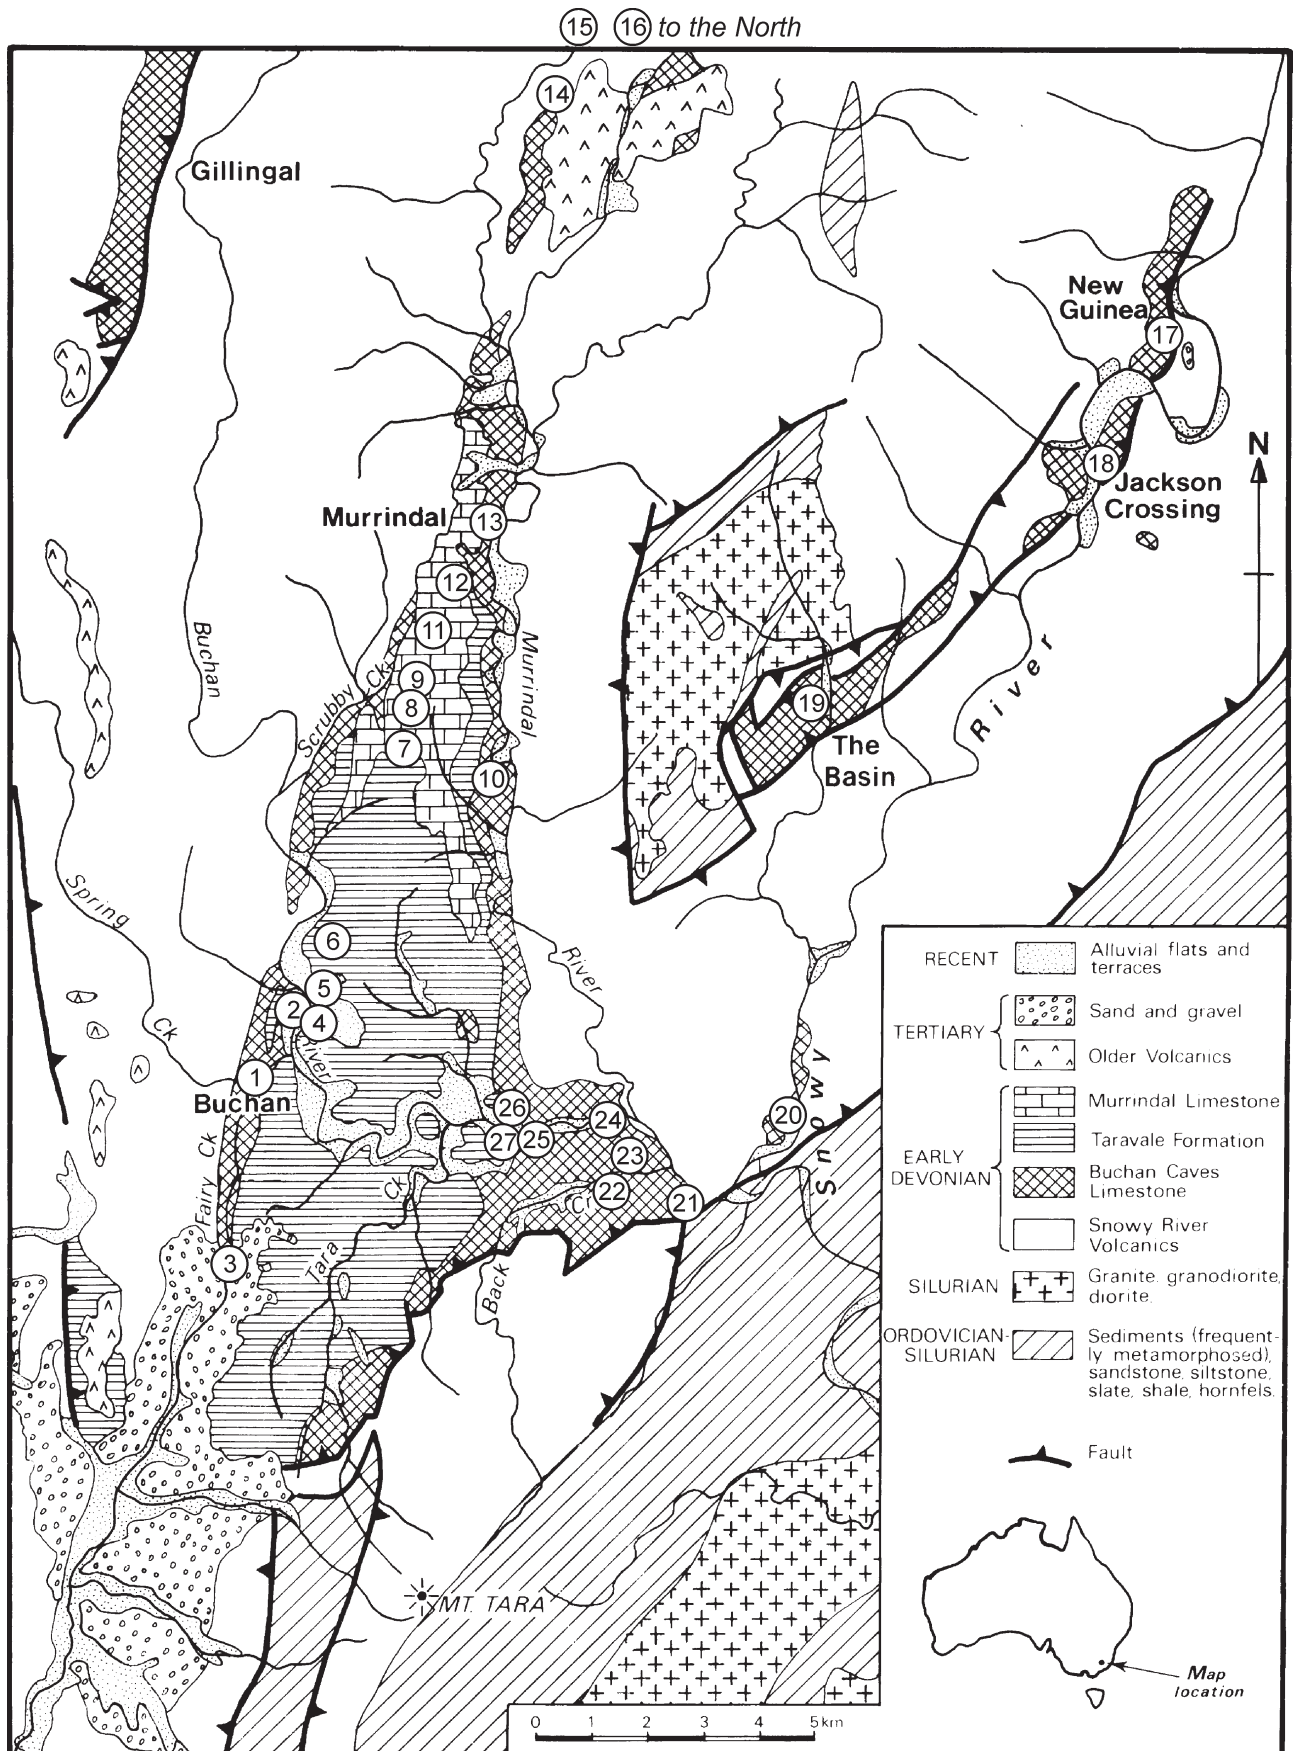 15 16 to the North
14
Gillingal
New
Guinea
17
N
18
Jackson
Crossing
Murrindal
13
12
11
Buchan
Murrindal
Scrubby Ck
9
8
7
10
19
The
Basin
River
Spring
Ck
6
5
2
4
River
River
1
Buchan
26
24
20
27 25
23
Snowy
Ck
22
Ck
21
Fairy Ck
3
Tara
Back
MT. TARA
RECENT
Alluvial flats and
terraces
TERTIARY
Sand and gravel
Older Volcanics
EARLY
DEVONIAN
Murrindal Limestone
Taravale Formation
Buchan Caves
Limestone
Snowy River
Volcanics
SILURIAN
Granite, granodiorite,
diorite.
ORDOVICIAN-
SILURIAN
Sediments (frequent-
ly metamorphosed),
sandstone, siltstone,
slate, shale, hornfels.
Fault
Map
location
0 1 2 3 4 5km